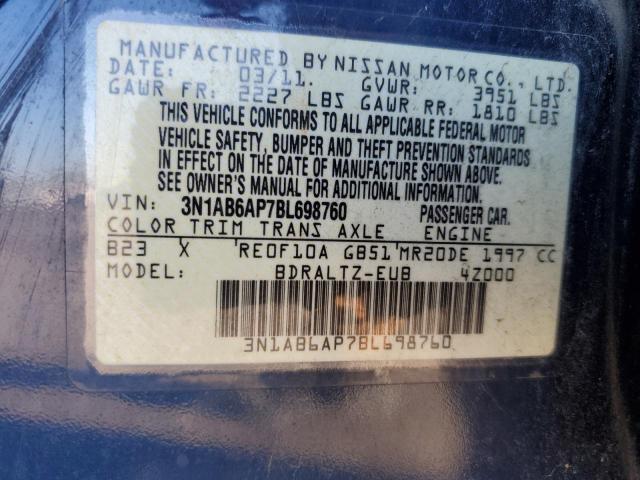 MANUFACTURED BY NISSAN MOTOR CO., LTD.
DATE: 03/11. GVWR: 3951 LBS
GAWR FR: 2227 LBS GAWR RR: 1810 LBS
THIS VEHICLE CONFORMS TO ALL APPLICABLE FEDERAL MOTOR
VEHICLE SAFETY, BUMPER AND THEFT PREVENTION STANDARDS
IN EFFECT ON THE DATE OF MANUFACTURE SHOWN ABOVE.
SEE OWNER'S MANUAL FOR ADDITIONAL INFORMATION.
VIN: 3N1AB6AP7BL698760 PASSENGER CAR.
COLOR TRIM TRANS AXLE ENGINE
B23 X RE0F10A GB51 MR20DE 1997 CC
MODEL: BDRALTZ-EUB 4Z000
3N1AB6AP7BL698760